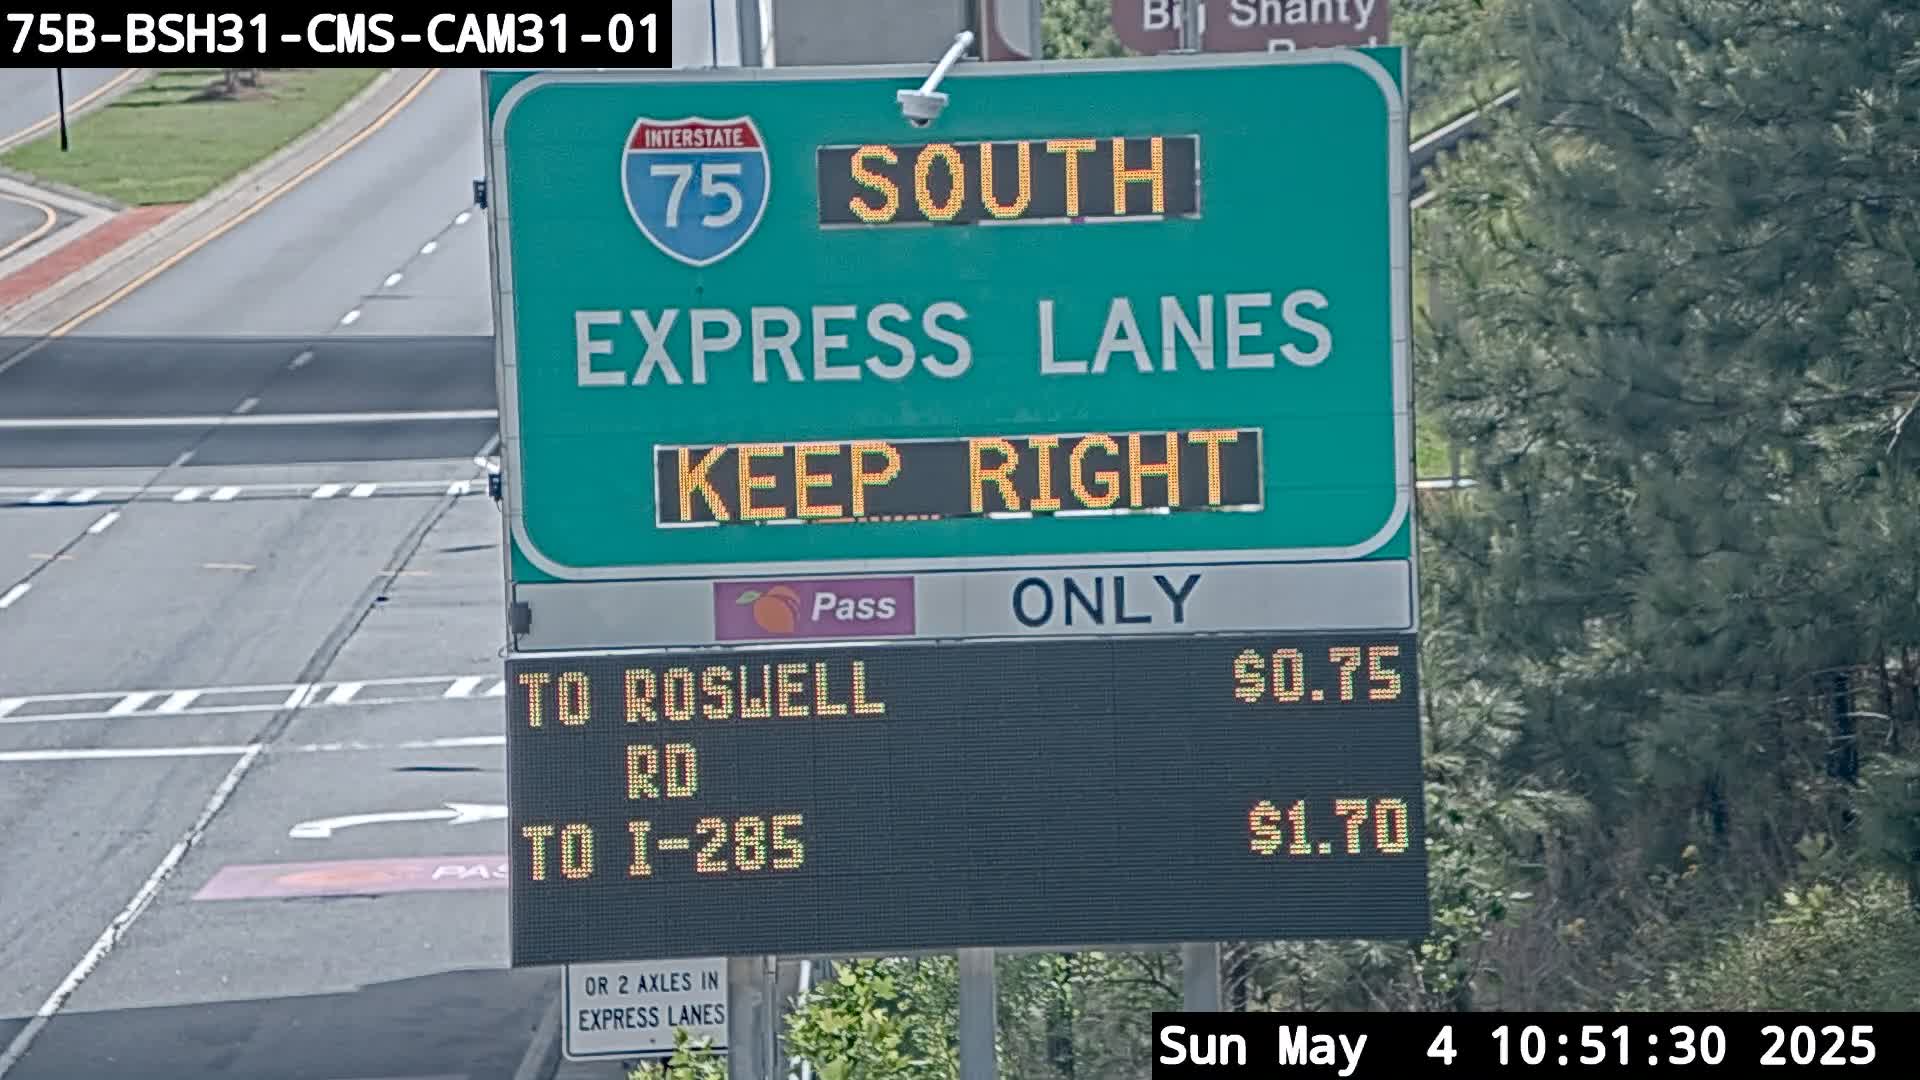 75B-BSH31-CMS-CAM31-01
Big Shanty
INTERSTATE
75
SOUTH
EXPRESS LANES
KEEP RIGHT
Pass ONLY
TO ROSWELL $0.75
RD
TO I-285 $1.70
OR 2 AXLES IN
EXPRESS LANES
Sun May 4 10:51:30 2025